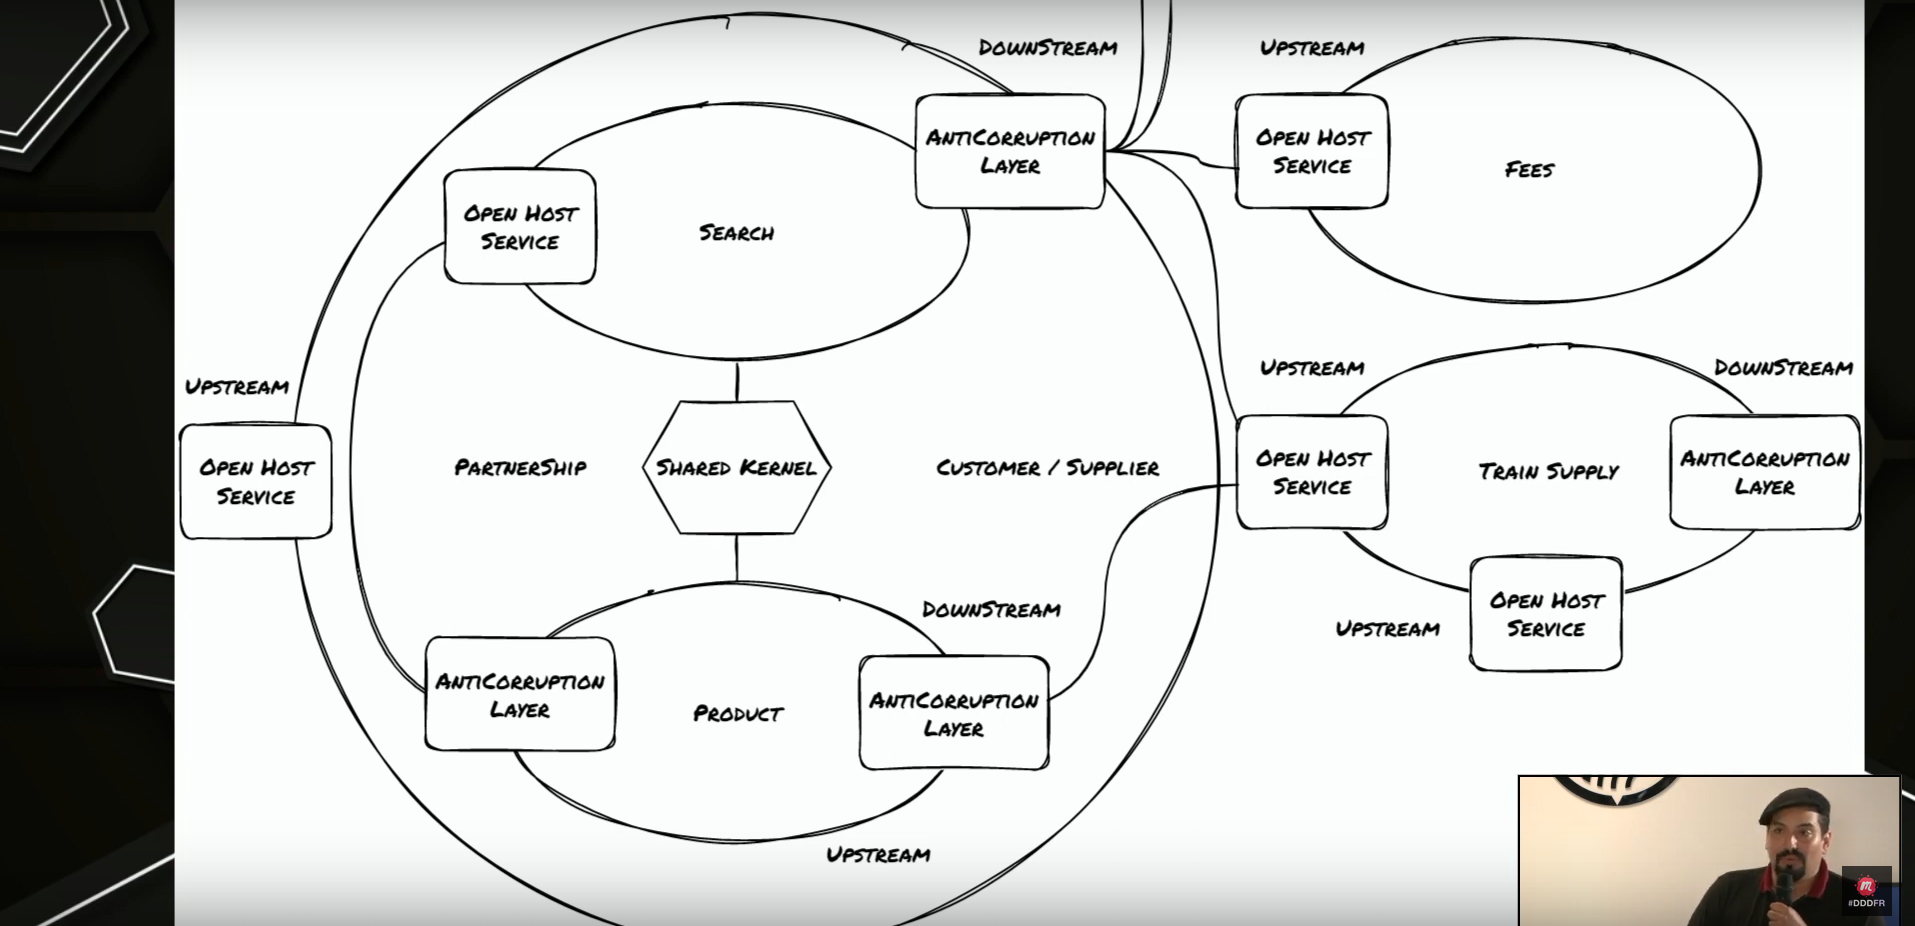 DownStream
Upstream
AntiCorruption
Layer
Open Host
Service
Fees
Open Host
Service
Search
Upstream
Upstream
DownStream
Open Host
Service
Partnership
Shared Kernel
Customer / Supplier
Open Host
Service
Train Supply
AntiCorruption
Layer
DownStream
Open Host
Service
Upstream
AntiCorruption
Layer
Product
AntiCorruption
Layer
Upstream
#DDDFR